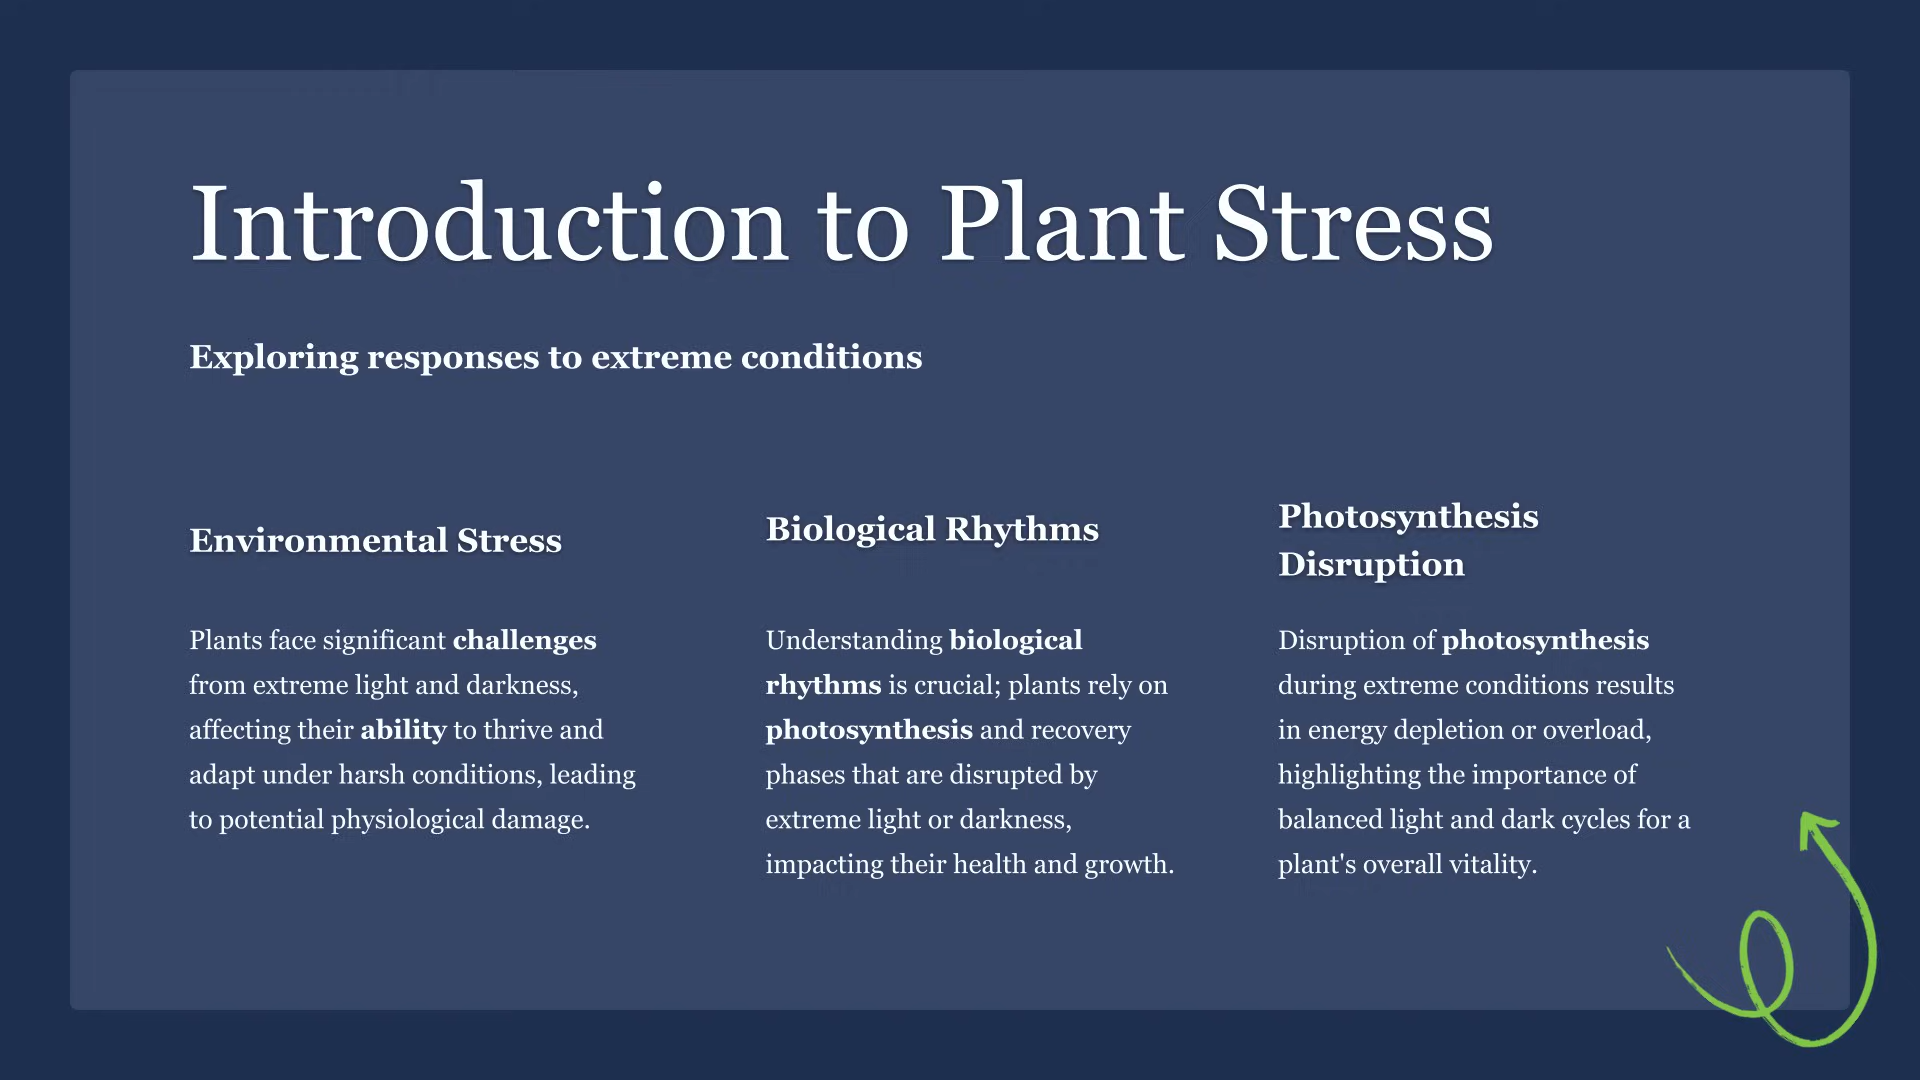 Introduction to Plant Stress
Exploring responses to extreme conditions
Environmental Stress
Plants face significant challenges
from extreme light and darkness,
affecting their ability to thrive and
adapt under harsh conditions, leading
to potential physiological damage.
Biological Rhythms
Understanding biological
rhythms is crucial; plants rely on
photosynthesis and recovery
phases that are disrupted by
extreme light or darkness,
impacting their health and growth.
Photosynthesis
Disruption
Disruption of photosynthesis
during extreme conditions results
in energy depletion or overload,
highlighting the importance of
balanced light and dark cycles for a
plant's overall vitality.